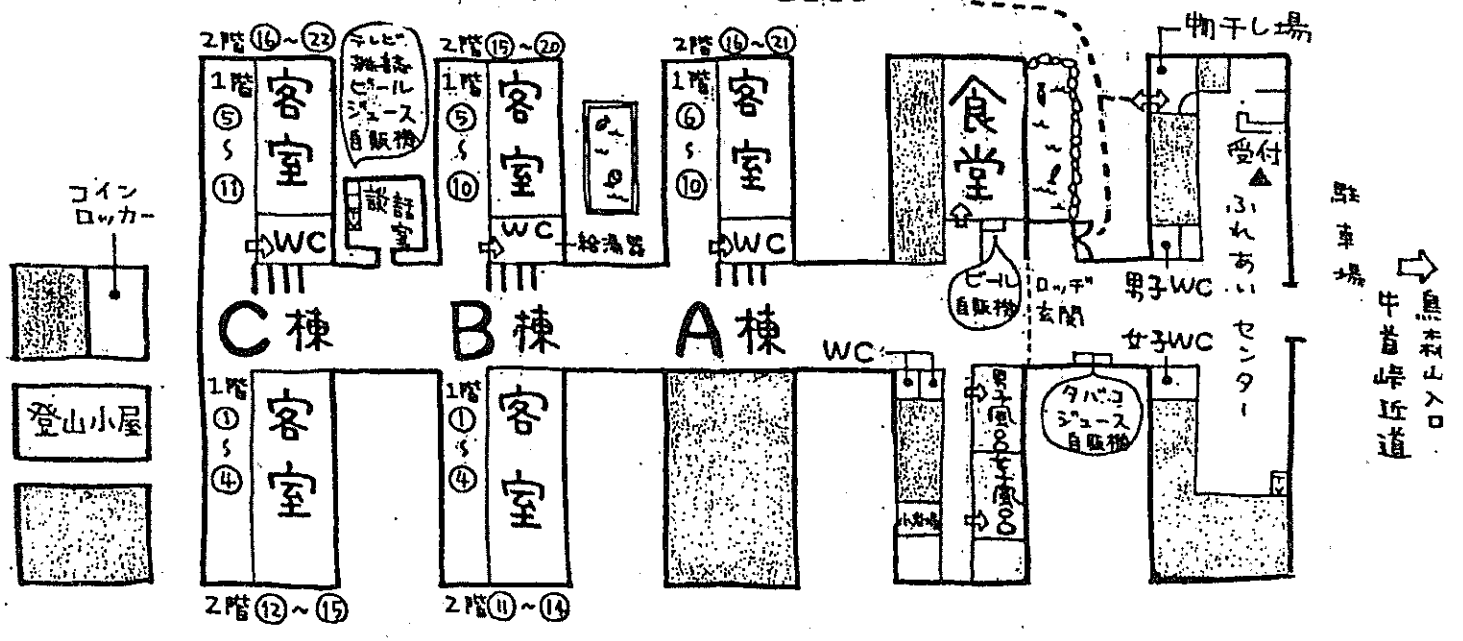 2階⑯~㉓
1階
⑤
~
⑪
客室
WC
テレビ
雑誌
ビール
ジュース
自販機
談話室
2階⑮~⑳
1階
⑤
~
⑩
客室
WC
給湯器
2階⑯~㉑
1階
⑥
~
⑩
客室
WC
食堂
ビール
自販機
ロッヂ
玄関
物干し場
受付
ふれあい センター
男子WC
女子WC
駐車場
牛首峠近道
烏森山入口
コイン
ロッカー
登山小屋
C棟
B棟
A棟
WC
1階
③
~
④
客室
2階⑫~⑮
1階
①
~
④
客室
2階⑪~⑭
男子風呂
女子風呂
タバコ
ジュース
自販機